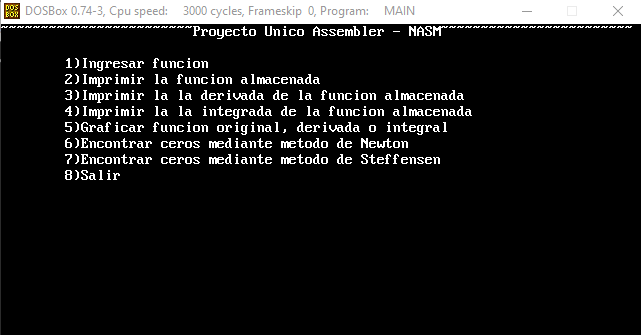 DOSBox 0.74-3, Cpu speed: 3000 cycles, Frameskip 0, Program: MAIN
~~~~~~~~~~~~~~~~~~~~~~~Proyecto Unico Assembler - NASM~~~~~~~~~~~~~~~~~~~~~~~~
1)Ingresar funcion
2)Imprimir la funcion almacenada
3)Imprimir la la derivada de la funcion almacenada
4)Imprimir la la integrada de la funcion almacenada
5)Graficar funcion original, derivada o integral
6)Encontrar ceros mediante metodo de Newton
7)Encontrar ceros mediante metodo de Steffensen
8)Salir